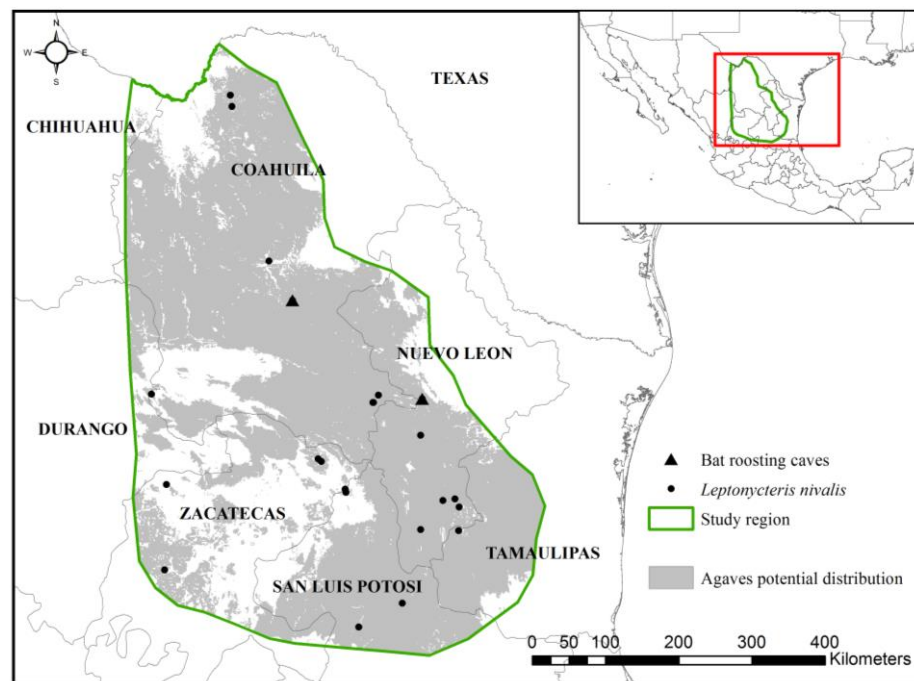 N
W E
S
TEXAS
CHIHUAHUA
COAHUILA
NUEVO LEON
DURANGO
ZACATECAS
TAMAULIPAS
SAN LUIS POTOSI
Bat roosting caves
Leptonycteris nivalis
Study region
Agaves potential distribution
0 50 100 200 300 400
Kilometers